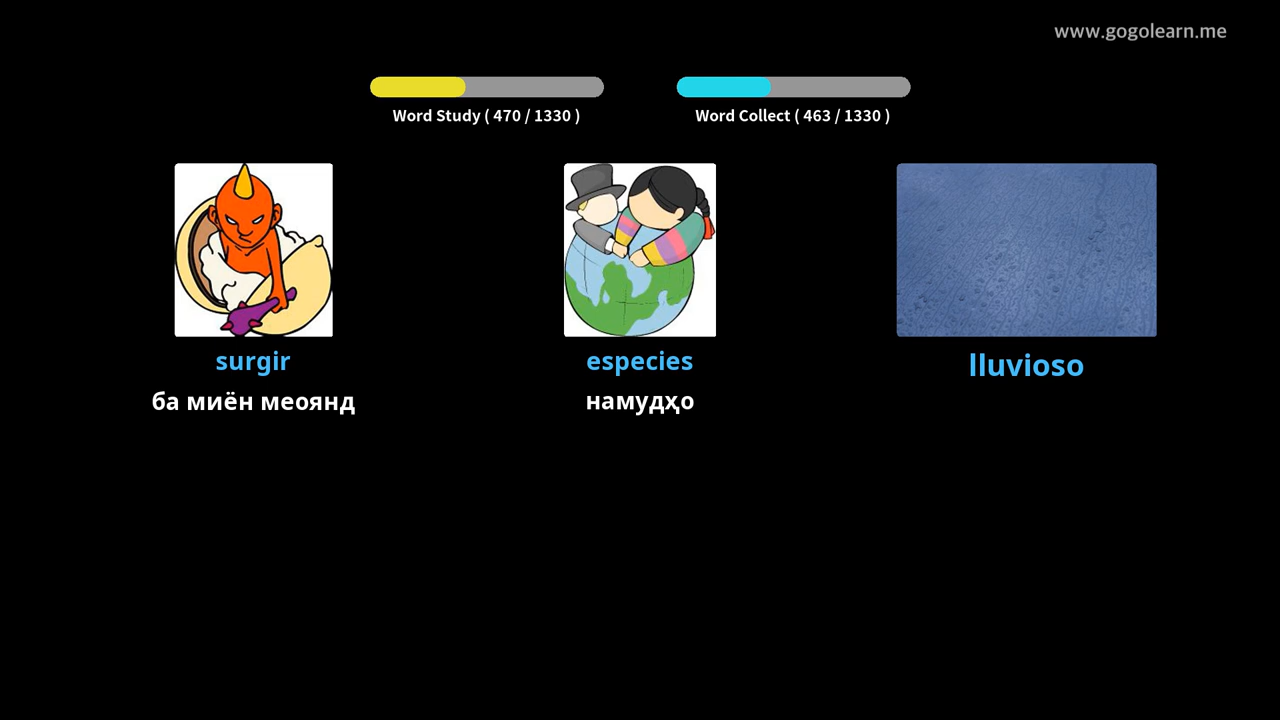 www.gogolearn.me
Word Study ( 470 / 1330 )
Word Collect ( 463 / 1330 )
surgir
especies
lluvioso
ба миён меоянд
намудҳо